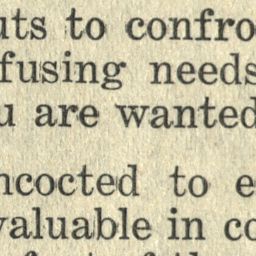 uts to confro
fusing needs
u are wanted
ncocted to e
valuable in co